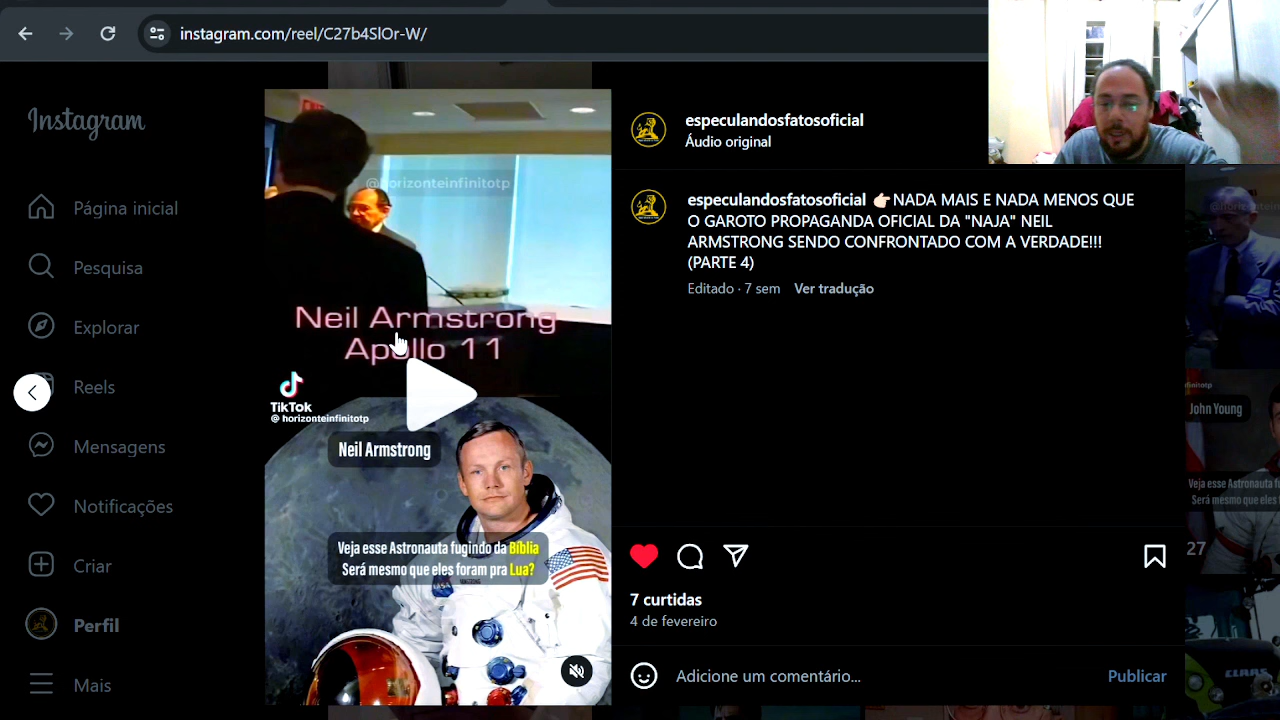 instagram.com/reel/C27b4SlOr-W/
Instagram
Página inicial
Pesquisa
Explorar
Reels
Mensagens
Notificações
Criar
Perfil
Mais
@horizonteinfinitotp
Neil Armstrong
Apollo 11
TikTok
@ horizonteinfinitotp
Neil Armstrong
Veja esse Astronauta fugindo da Bíblia
Será mesmo que eles foram pra Lua?
especulandosfatosoficial
Áudio original
especulandosfatosoficial 👉🏻NADA MAIS E NADA MENOS QUE
O GAROTO PROPAGANDA OFICIAL DA "NAJA" NEIL
ARMSTRONG SENDO CONFRONTADO COM A VERDADE!!!
(PARTE 4)
Editado · 7 sem Ver tradução
7 curtidas
4 de fevereiro
Adicione um comentário...
Publicar
John Young
Veja esse Astronauta fu
Será mesmo que eles
27
CLAAS